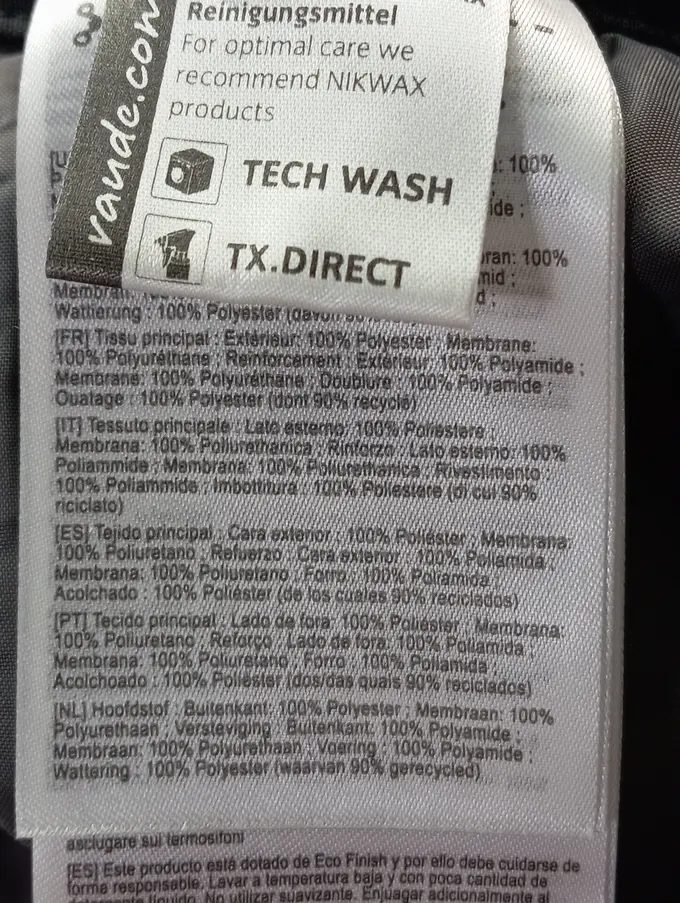 vaude.com
Reinigungsmittel
For optimal care we
recommend NIKWAX
products
TECH WASH
TX.DIRECT
: 100%
ide ;
ran: 100%
mid ;
d ;
Membran:
Wattierung : 100% Polyester (davon
[FR] Tissu principal : Extérieur: 100% Polyester ; Membrane:
100% Polyuréthane ; Reinforcement : Extérieur: 100% Polyamide ;
Membrane: 100% Polyuréthane ; Doublure : 100% Polyamide ;
Ouatage : 100% Polyester (dont 90% recyclé)
[IT] Tessuto principale : Lato esterno: 100% Poliestere ;
Membrana: 100% Poliurethanica ; Rinforzo : Lato esterno: 100%
Poliammide ; Membrana: 100% Poliurethanica ; Rivestimento :
100% Poliammide ; Imbottitura : 100% Poliestere (di cui 90%
riciclato)
[ES] Tejido principal : Cara exterior : 100% Poliéster ; Membrana:
100% Poliuretano ; Refuerzo : Cara exterior : 100% Poliamida ;
Membrana: 100% Poliuretano ; Forro : 100% Poliamida ;
Acolchado : 100% Poliéster (de los cuales 90% reciclados)
[PT] Tecido principal : Lado de fora: 100% Poliester ; Membrana:
100% Poliuretano ; Reforço : Lado de fora: 100% Poliamida ;
Membrana: 100% Poliuretano ; Forro : 100% Poliamida ;
Acolchoado : 100% Poliester (dos/das quais 90% reciclados)
[NL] Hoofdstof : Buitenkant: 100% Polyester ; Membraan: 100%
Polyurethaan ; Versteviging : Buitenkant: 100% Polyamide ;
Membraan: 100% Polyurethaan ; Voering : 100% Polyamide ;
Wattering : 100% Polyester (waarvan 90% gerecycled)
asciugare sul termosifoni
[ES] Este producto está dotado de Eco Finish y por ello debe cuidarse de
forma responsable. Lavar a temperatura baja y con poca cantidad de
detergente líquido. No utilizar suavizante. Enjuagar adicionalmente al